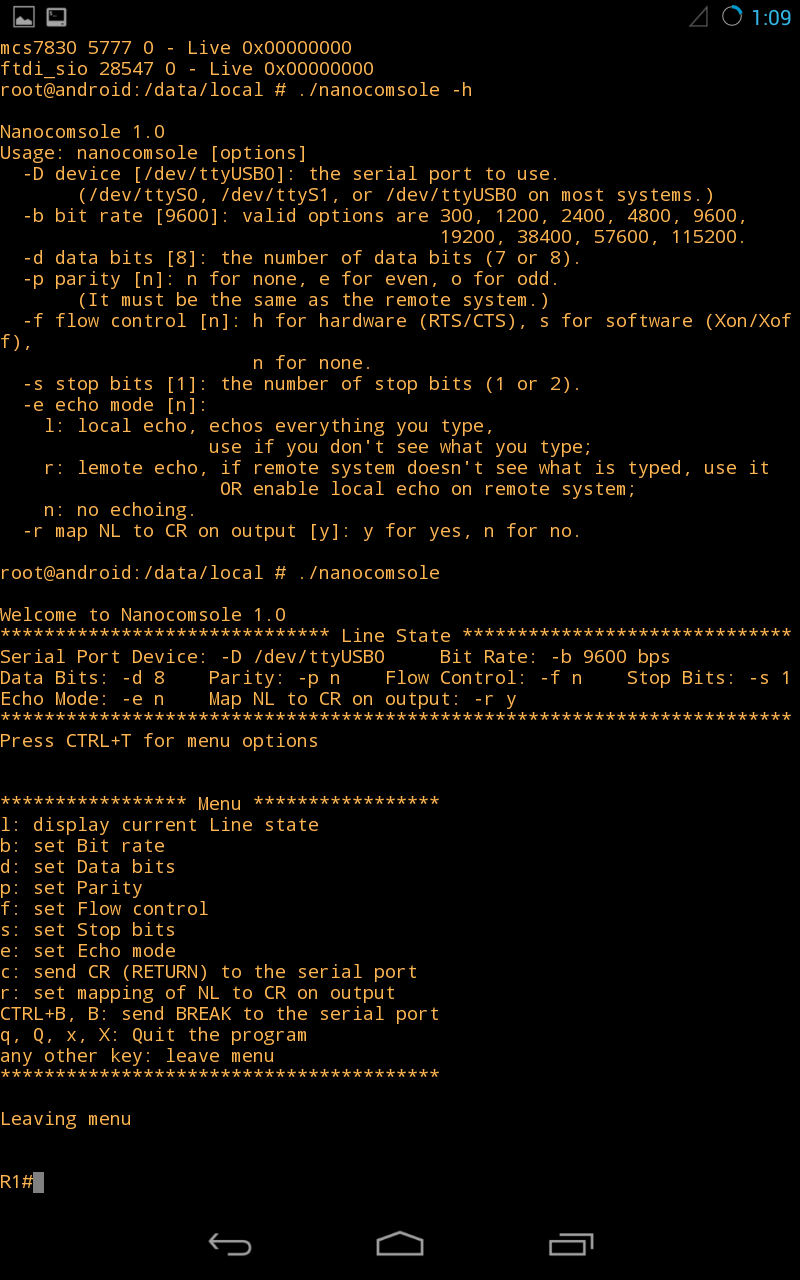 1:09
mcs7830 5777 0 - Live 0x00000000
ftdi_sio 28547 0 - Live 0x00000000
root@android:/data/local # ./nanocomsole -h

Nanocomsole 1.0
Usage: nanocomsole [options]
  -D device [/dev/ttyUSB0]: the serial port to use.
       (/dev/ttyS0, /dev/ttyS1, or /dev/ttyUSB0 on most systems.)
  -b bit rate [9600]: valid options are 300, 1200, 2400, 4800, 9600,
                                        19200, 38400, 57600, 115200.
  -d data bits [8]: the number of data bits (7 or 8).
  -p parity [n]: n for none, e for even, o for odd.
       (It must be the same as the remote system.)
  -f flow control [n]: h for hardware (RTS/CTS), s for software (Xon/Xof
f),
                       n for none.
  -s stop bits [1]: the number of stop bits (1 or 2).
  -e echo mode [n]:
    l: local echo, echos everything you type,
                   use if you don't see what you type;
    r: lemote echo, if remote system doesn't see what is typed, use it
                    OR enable local echo on remote system;
    n: no echoing.
  -r map NL to CR on output [y]: y for yes, n for no.

root@android:/data/local # ./nanocomsole

Welcome to Nanocomsole 1.0
****************************** Line State ******************************
Serial Port Device: -D /dev/ttyUSB0     Bit Rate: -b 9600 bps
Data Bits: -d 8    Parity: -p n    Flow Control: -f n    Stop Bits: -s 1
Echo Mode: -e n    Map NL to CR on output: -r y
************************************************************************
Press CTRL+T for menu options

***************** Menu *****************
l: display current Line state
b: set Bit rate
d: set Data bits
p: set Parity
f: set Flow control
s: set Stop bits
e: set Echo mode
c: send CR (RETURN) to the serial port
r: set mapping of NL to CR on output
CTRL+B, B: send BREAK to the serial port
q, Q, x, X: Quit the program
any other key: leave menu
****************************************

Leaving menu

R1#